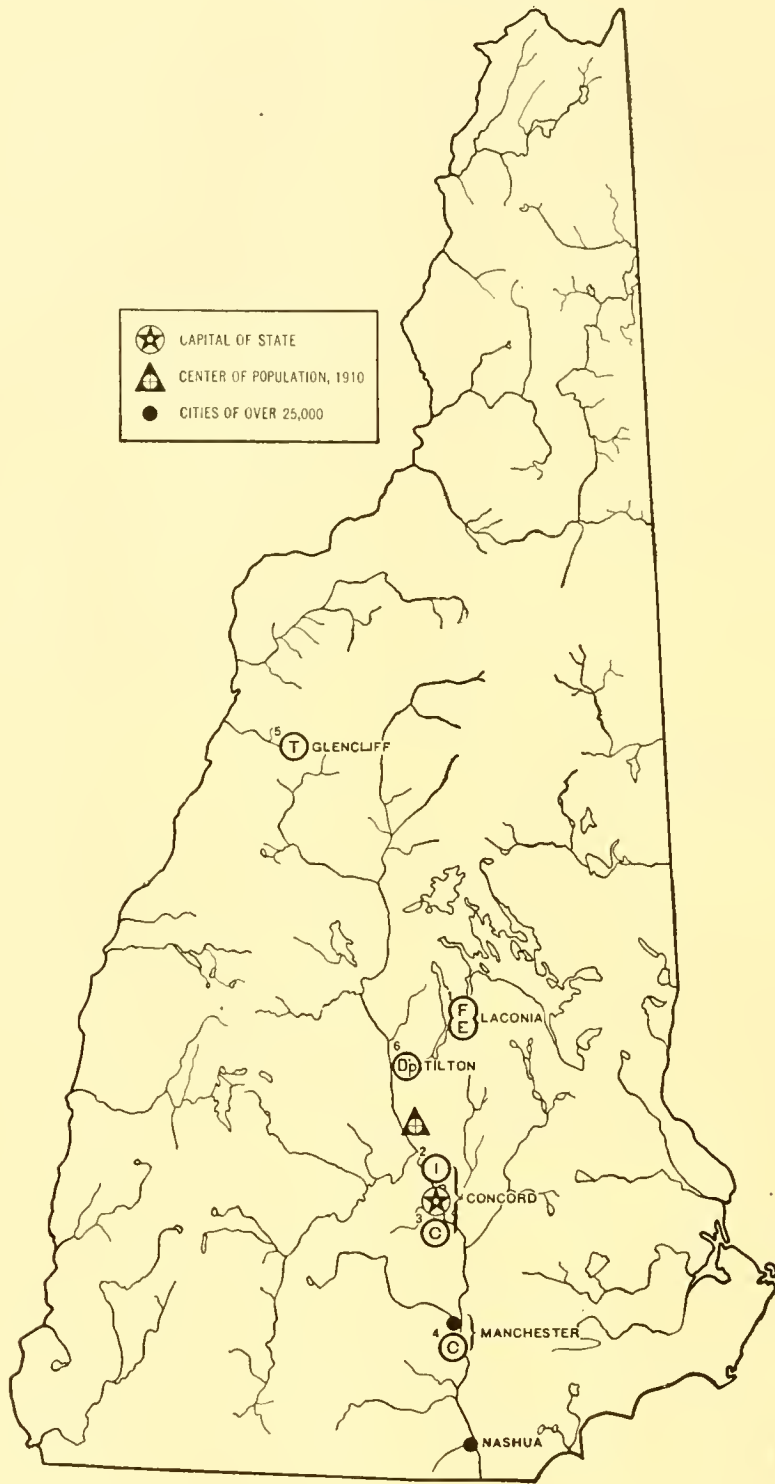 CAPITAL OF STATE
CENTER OF POPULATION, 1910
CITIES OF OVER 25,000
5
T GLENCLIFF
1
F
E
LACONIA
6
Dp TILTON
2
I
CONCORD
3
C
MANCHESTER
4
C
NASHUA